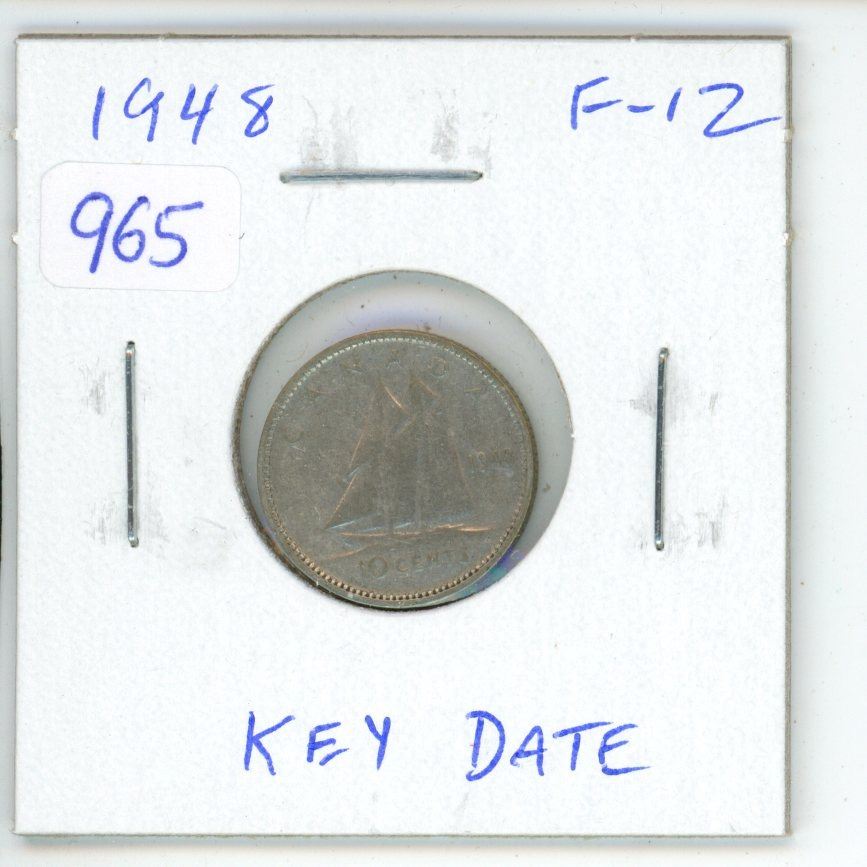 1948 F-12
965
CANADA
1948
10 CENTS
KEY DATE